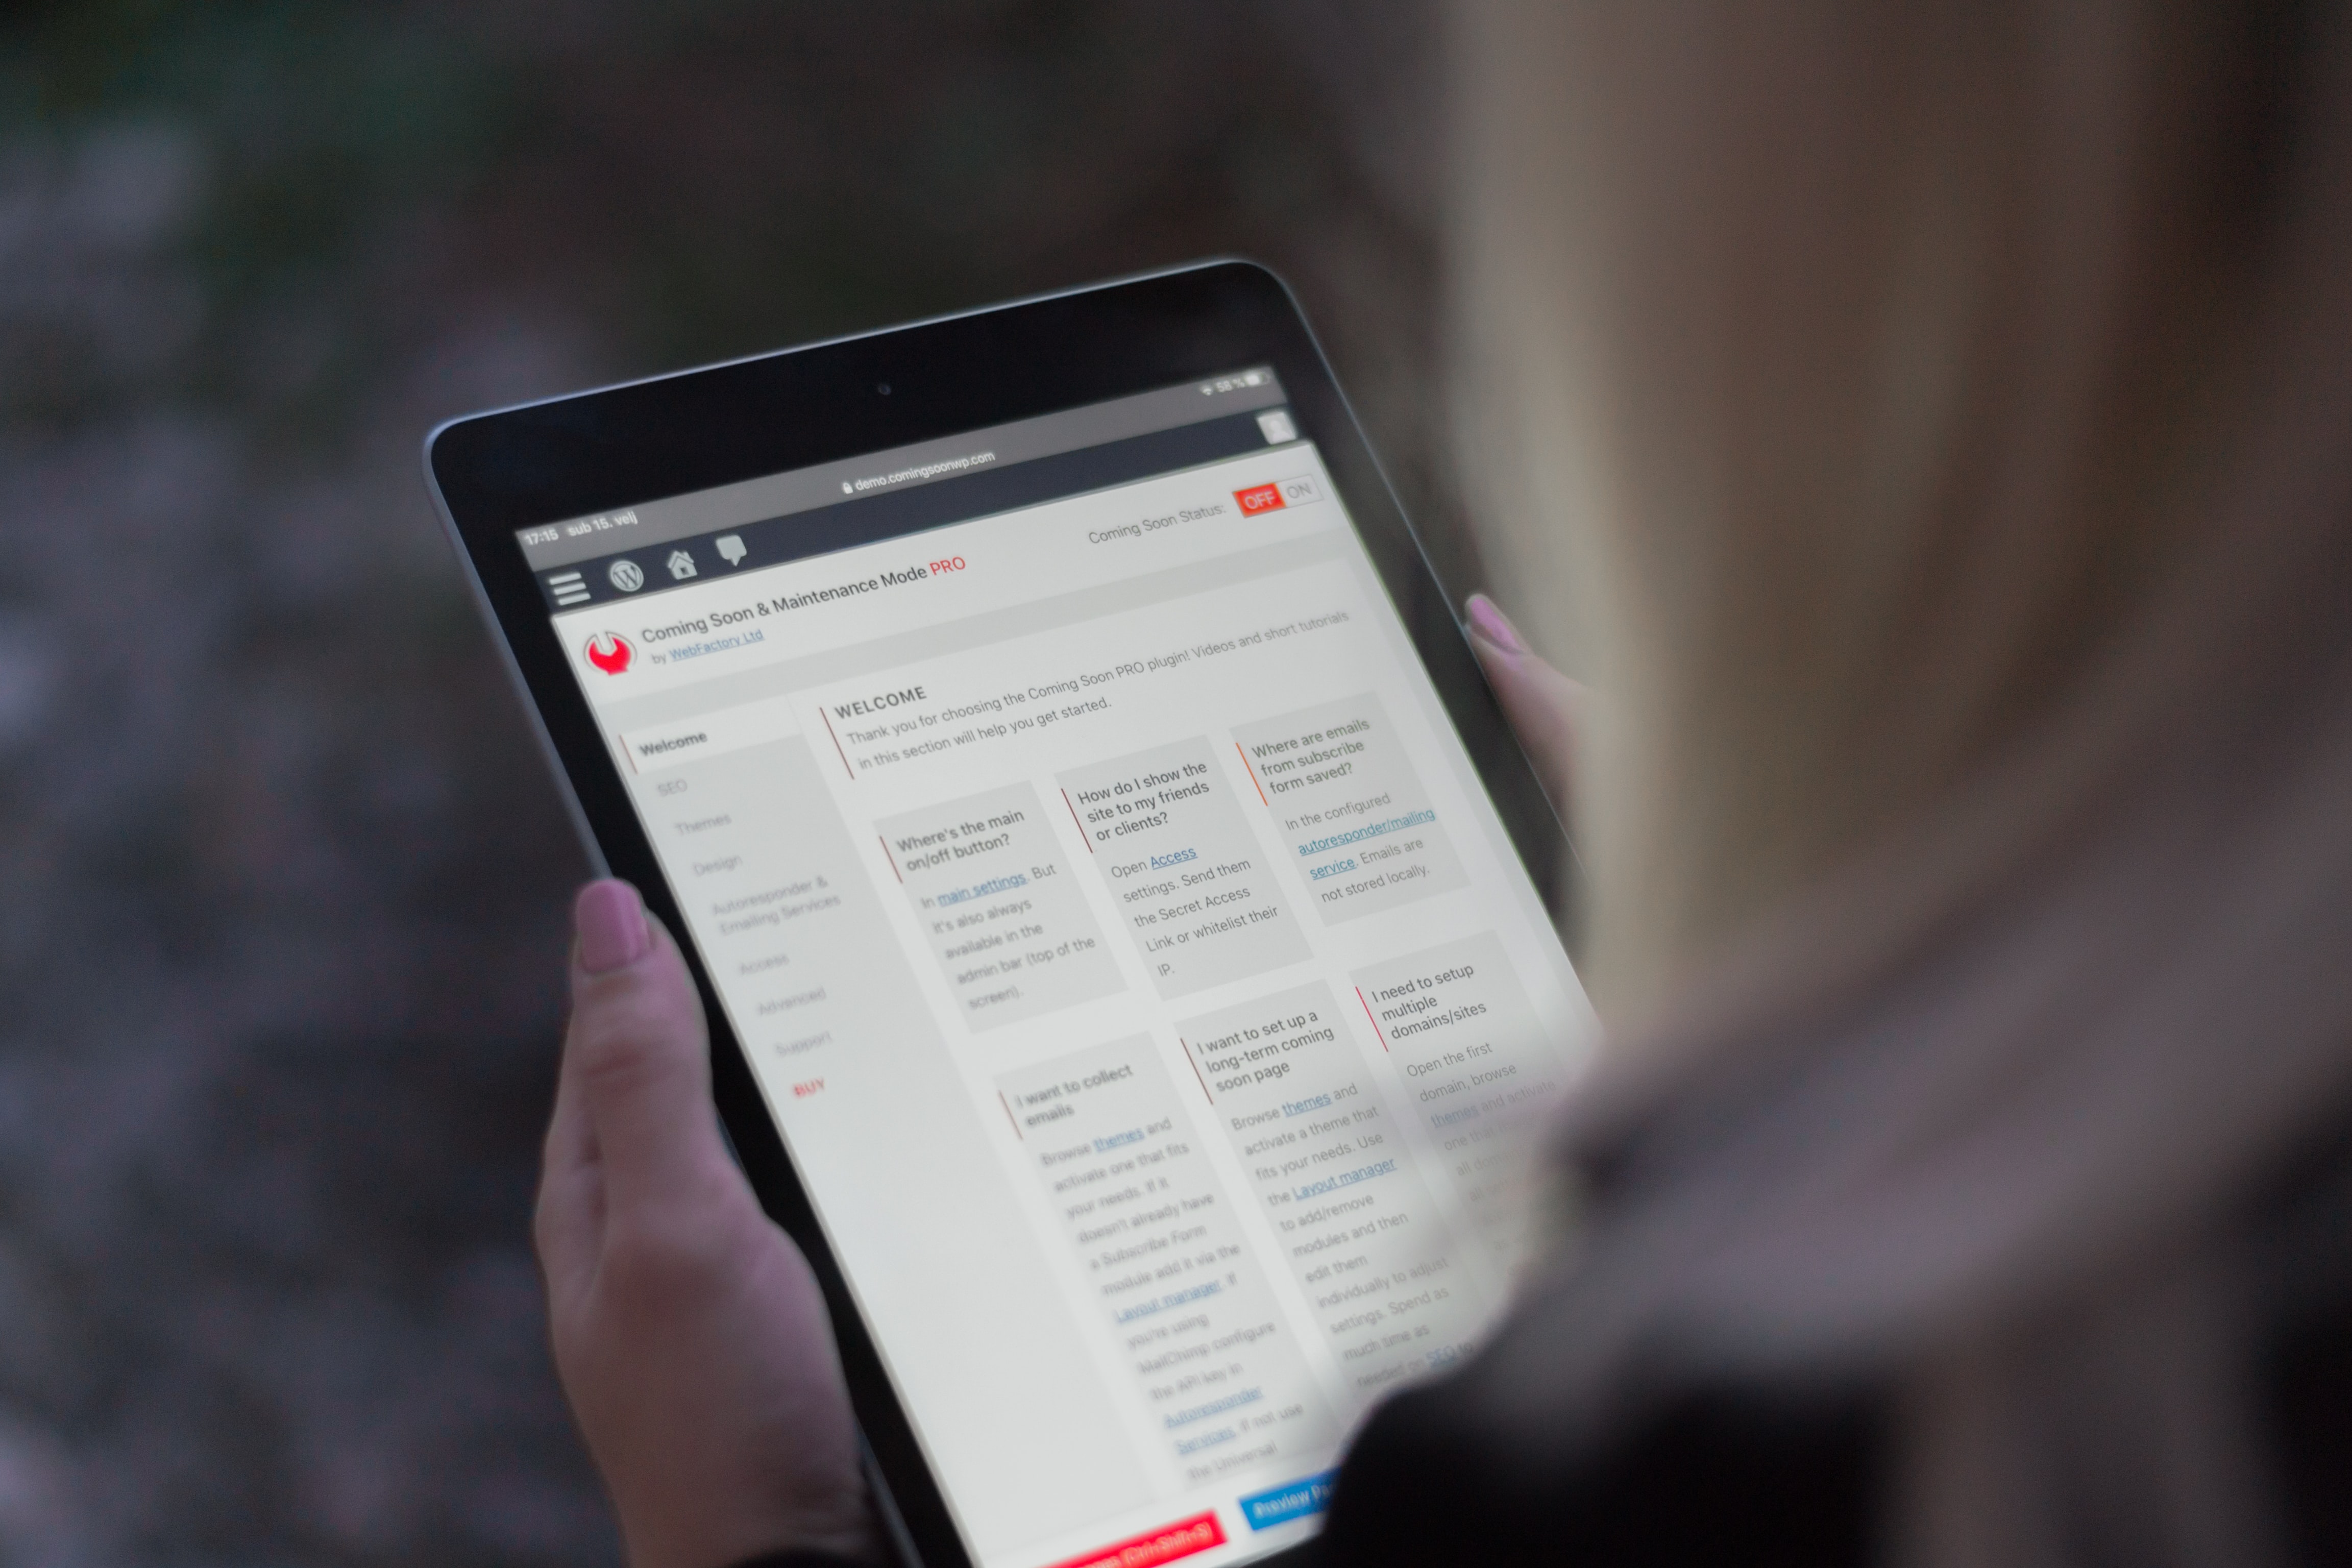 17:15 sub 15. velj
58 %
demo.comingsoonwp.com
Coming Soon & Maintenance Mode PRO
by WebFactory Ltd
Coming Soon Status:
OFF ON
Welcome
SEO
Themes
Design
Autoresponder &
Emailing Services
Access
Advanced
Support
BUY
WELCOME
Thank you for choosing the Coming Soon PRO plugin! Videos and short tutorials
in this section will help you get started.
Where's the main
on/off button?
In main settings. But
it's also always
available in the
admin bar (top of the
screen).
How do I show the
site to my friends
or clients?
Open Access
settings. Send them
the Secret Access
Link or whitelist their
IP.
Where are emails
from subscribe
form saved?
In the configured
autoresponder/mailing
service. Emails are
not stored locally.
I want to collect
emails
Browse themes and
activate one that fits
your needs. If it
doesn't already have
a Subscribe Form
module add it via the
Layout manager. If
you're using
MailChimp configure
the API key in
Autoresponder
Services. If not use
the Universal
I want to set up a
long-term coming
soon page
Browse themes and
activate a theme that
fits your needs. Use
the Layout manager
to add/remove
modules and then
edit them
individually to adjust
settings. Spend as
much time as
needed on SEO to
I need to setup
multiple
domains/sites
Open the first
domain, browse
themes and activate
one that
all
all
(Ctrl+Shift+S)
Preview